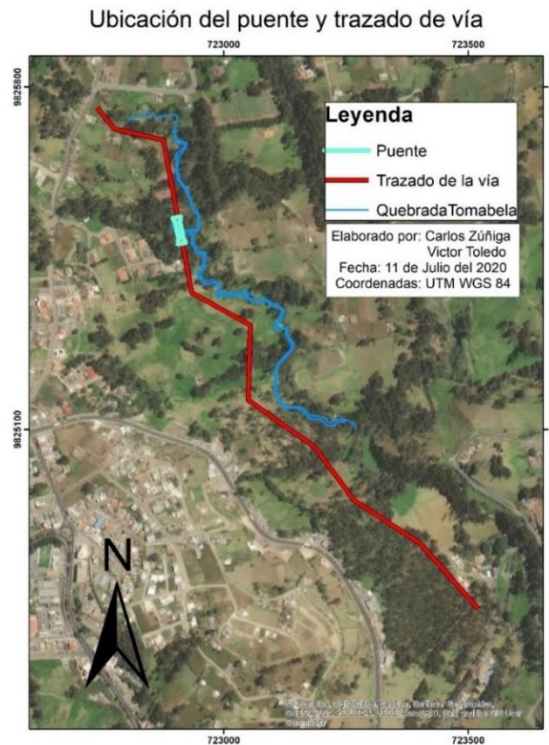 Ubicación del puente y trazado de vía
723000
723500
9825800
Leyenda
Puente
Trazado de la vía
QuebradaTomabela
Elaborado por: Carlos Zúñiga
Victor Toledo
Fecha: 11 de Julio del 2020
Coordenadas: UTM WGS 84
9825100
N
723000
723500